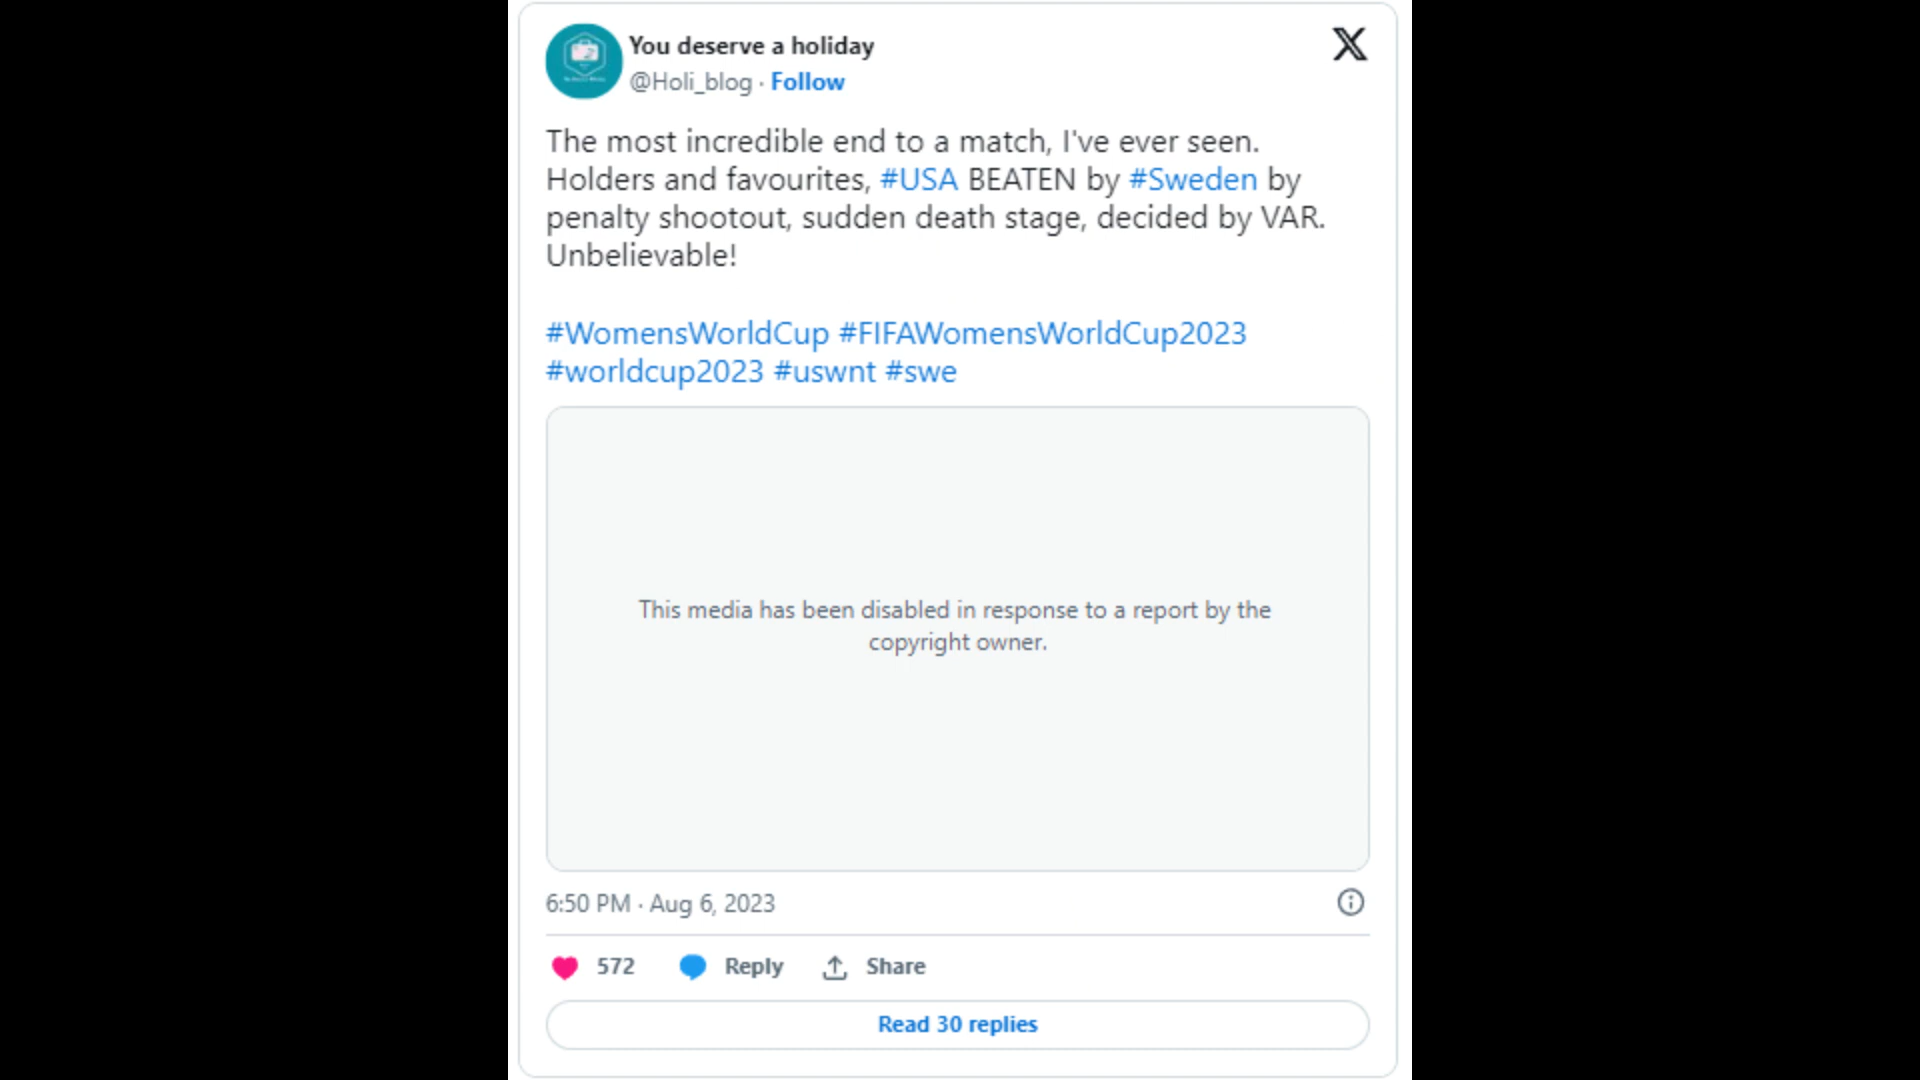 You deserve a holiday
@Holi_blog · Follow
The most incredible end to a match, I've ever seen.
Holders and favourites, #USA BEATEN by #Sweden by
penalty shootout, sudden death stage, decided by VAR.
Unbelievable!
#WomensWorldCup #FIFAWomensWorldCup2023
#worldcup2023 #uswnt #swe
This media has been disabled in response to a report by the
copyright owner.
6:50 PM · Aug 6, 2023
572 Reply Share
Read 30 replies